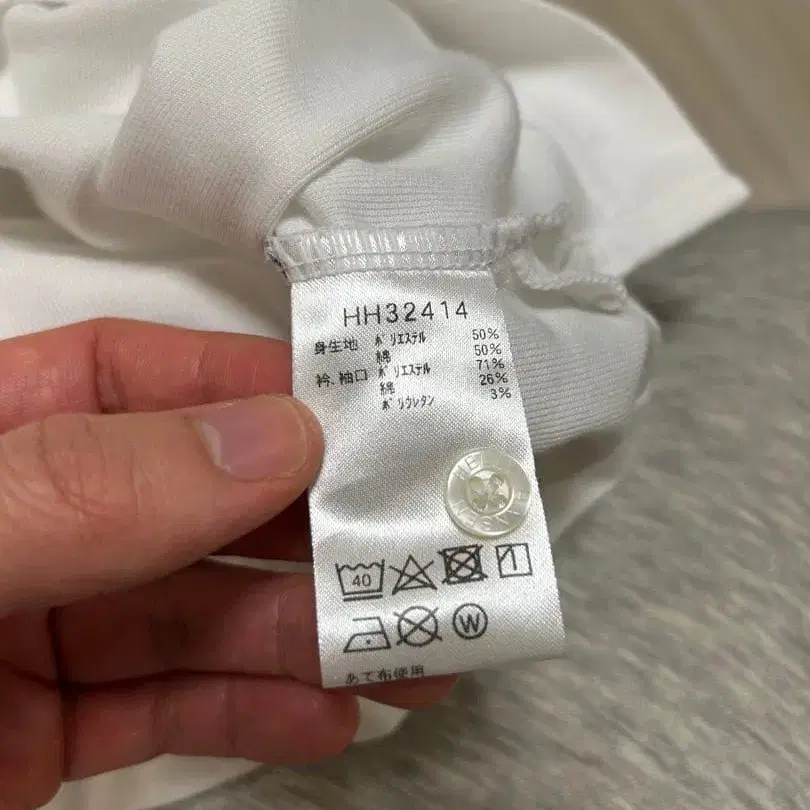 HH32414
身生地 ポリエステル 50%
綿 50%
衿、袖口 ポリエステル 71%
綿 26%
ポリウレタン 3%
40
W
あて布使用